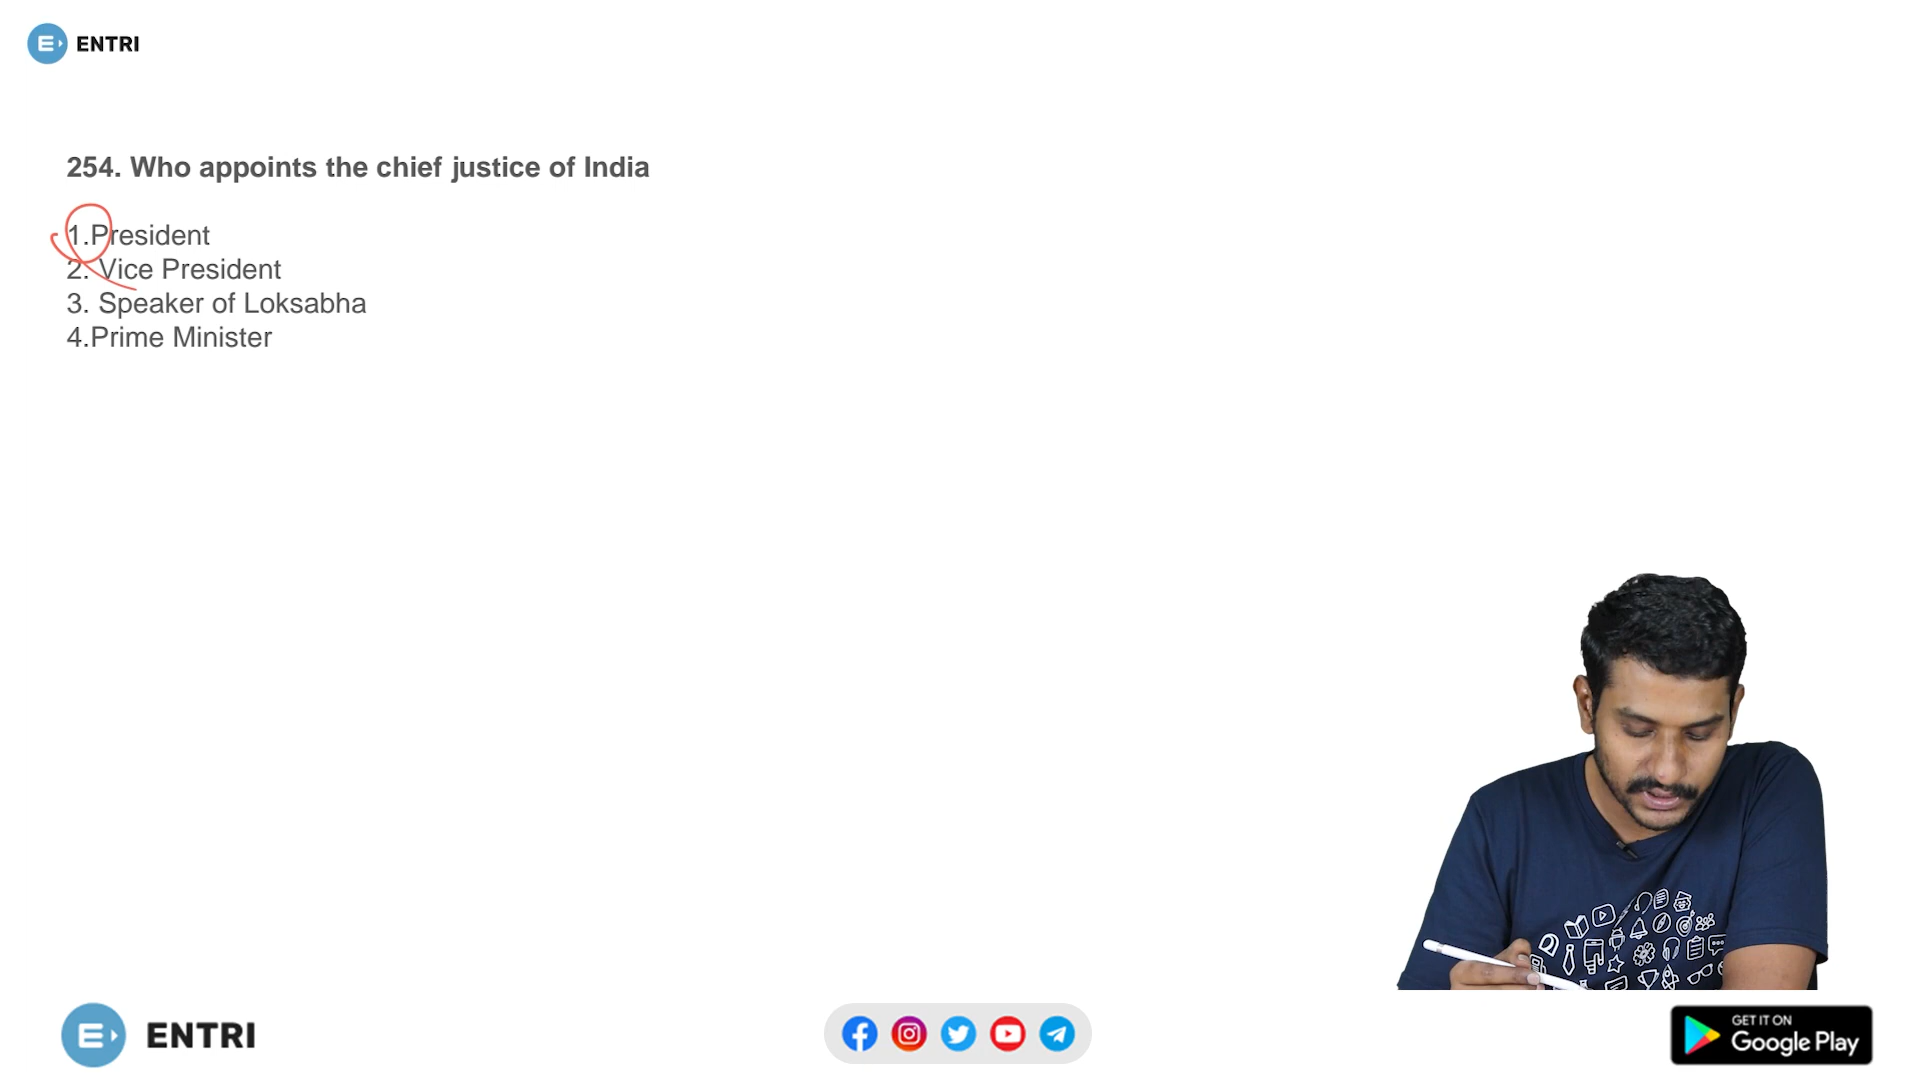 ENTRI
254. Who appoints the chief justice of India
1.President
2. Vice President
3. Speaker of Loksabha
4.Prime Minister
ENTRI
GET IT ON
Google Play